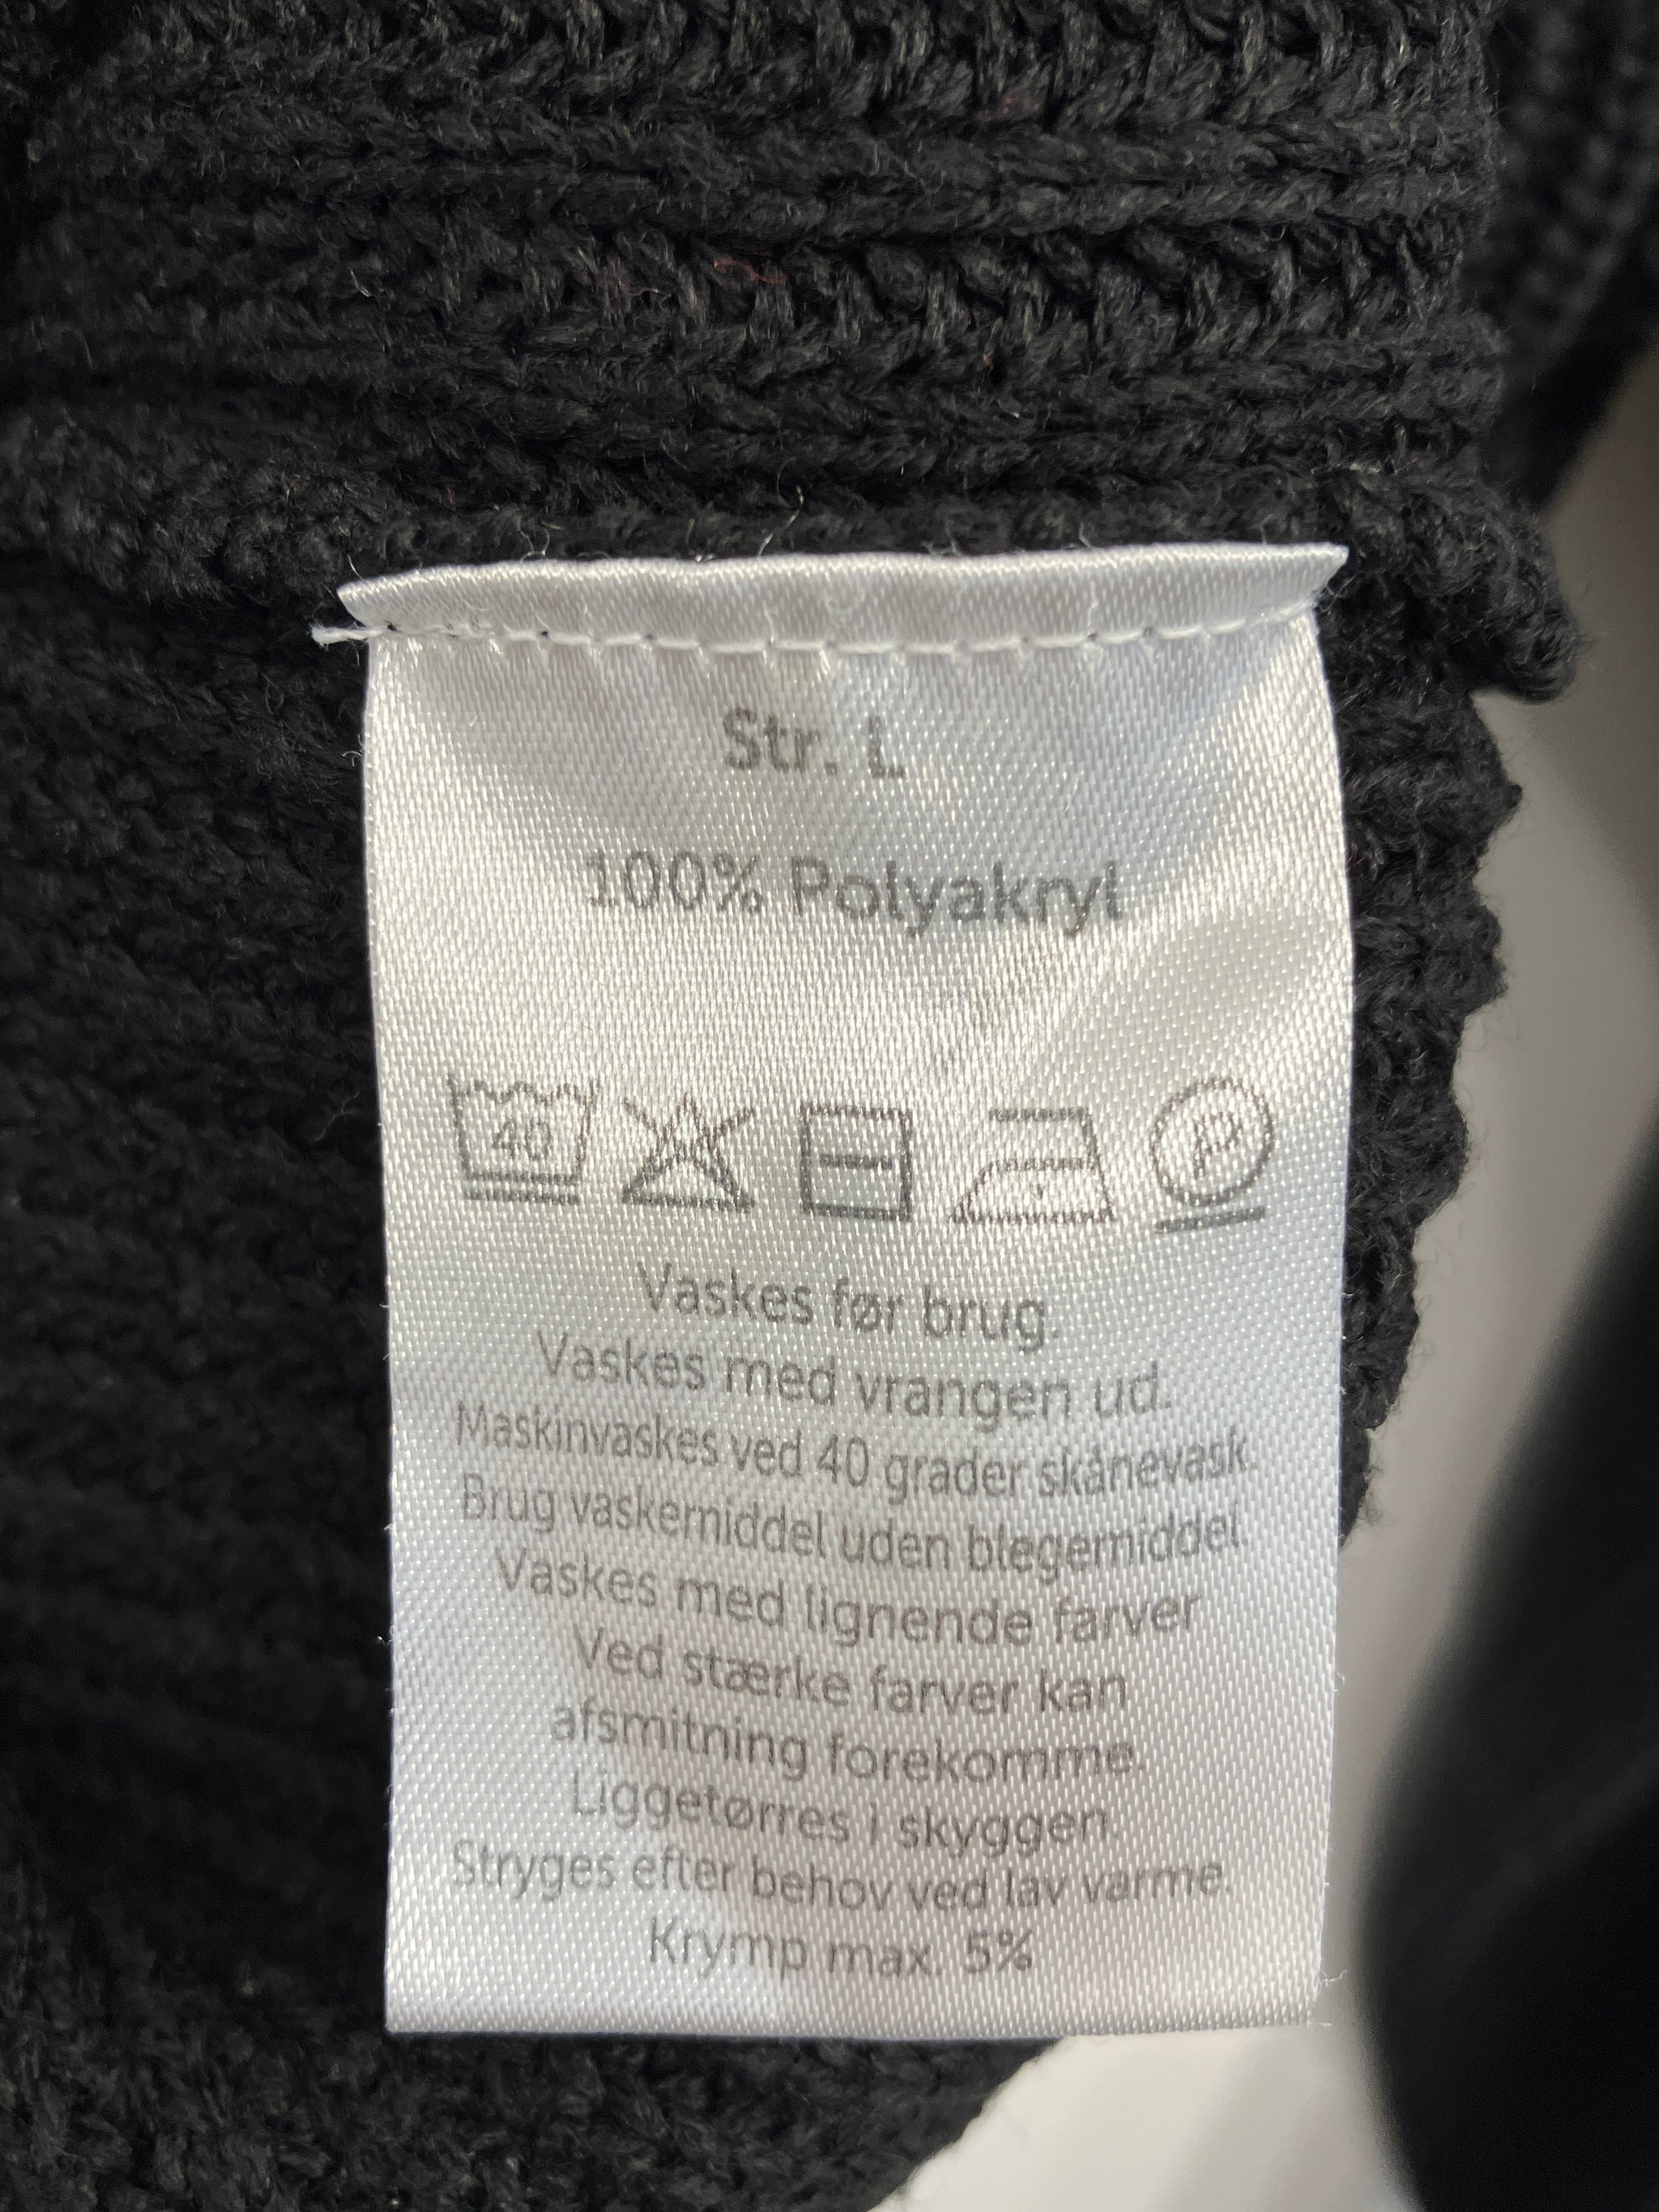 Str. L
100% Polyakryl
40 P
Vaskes før brug.
Vaskes med vrangen ud.
Maskinvaskes ved 40 grader skånevask.
Brug vaskemiddel uden blegemiddel.
Vaskes med lignende farver
Ved stærke farver kan
afsmitning forekomme.
Liggetørres i skyggen.
Stryges efter behov ved lav varme.
Krymp max. 5%